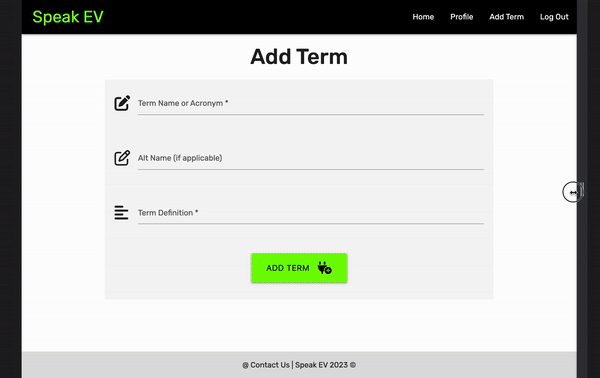 Speak EV
Home Profile Add Term Log Out
Add Term
Term Name or Acronym *
Alt Name (if applicable)
Term Definition *
ADD TERM
@ Contact Us | Speak EV 2023 ©